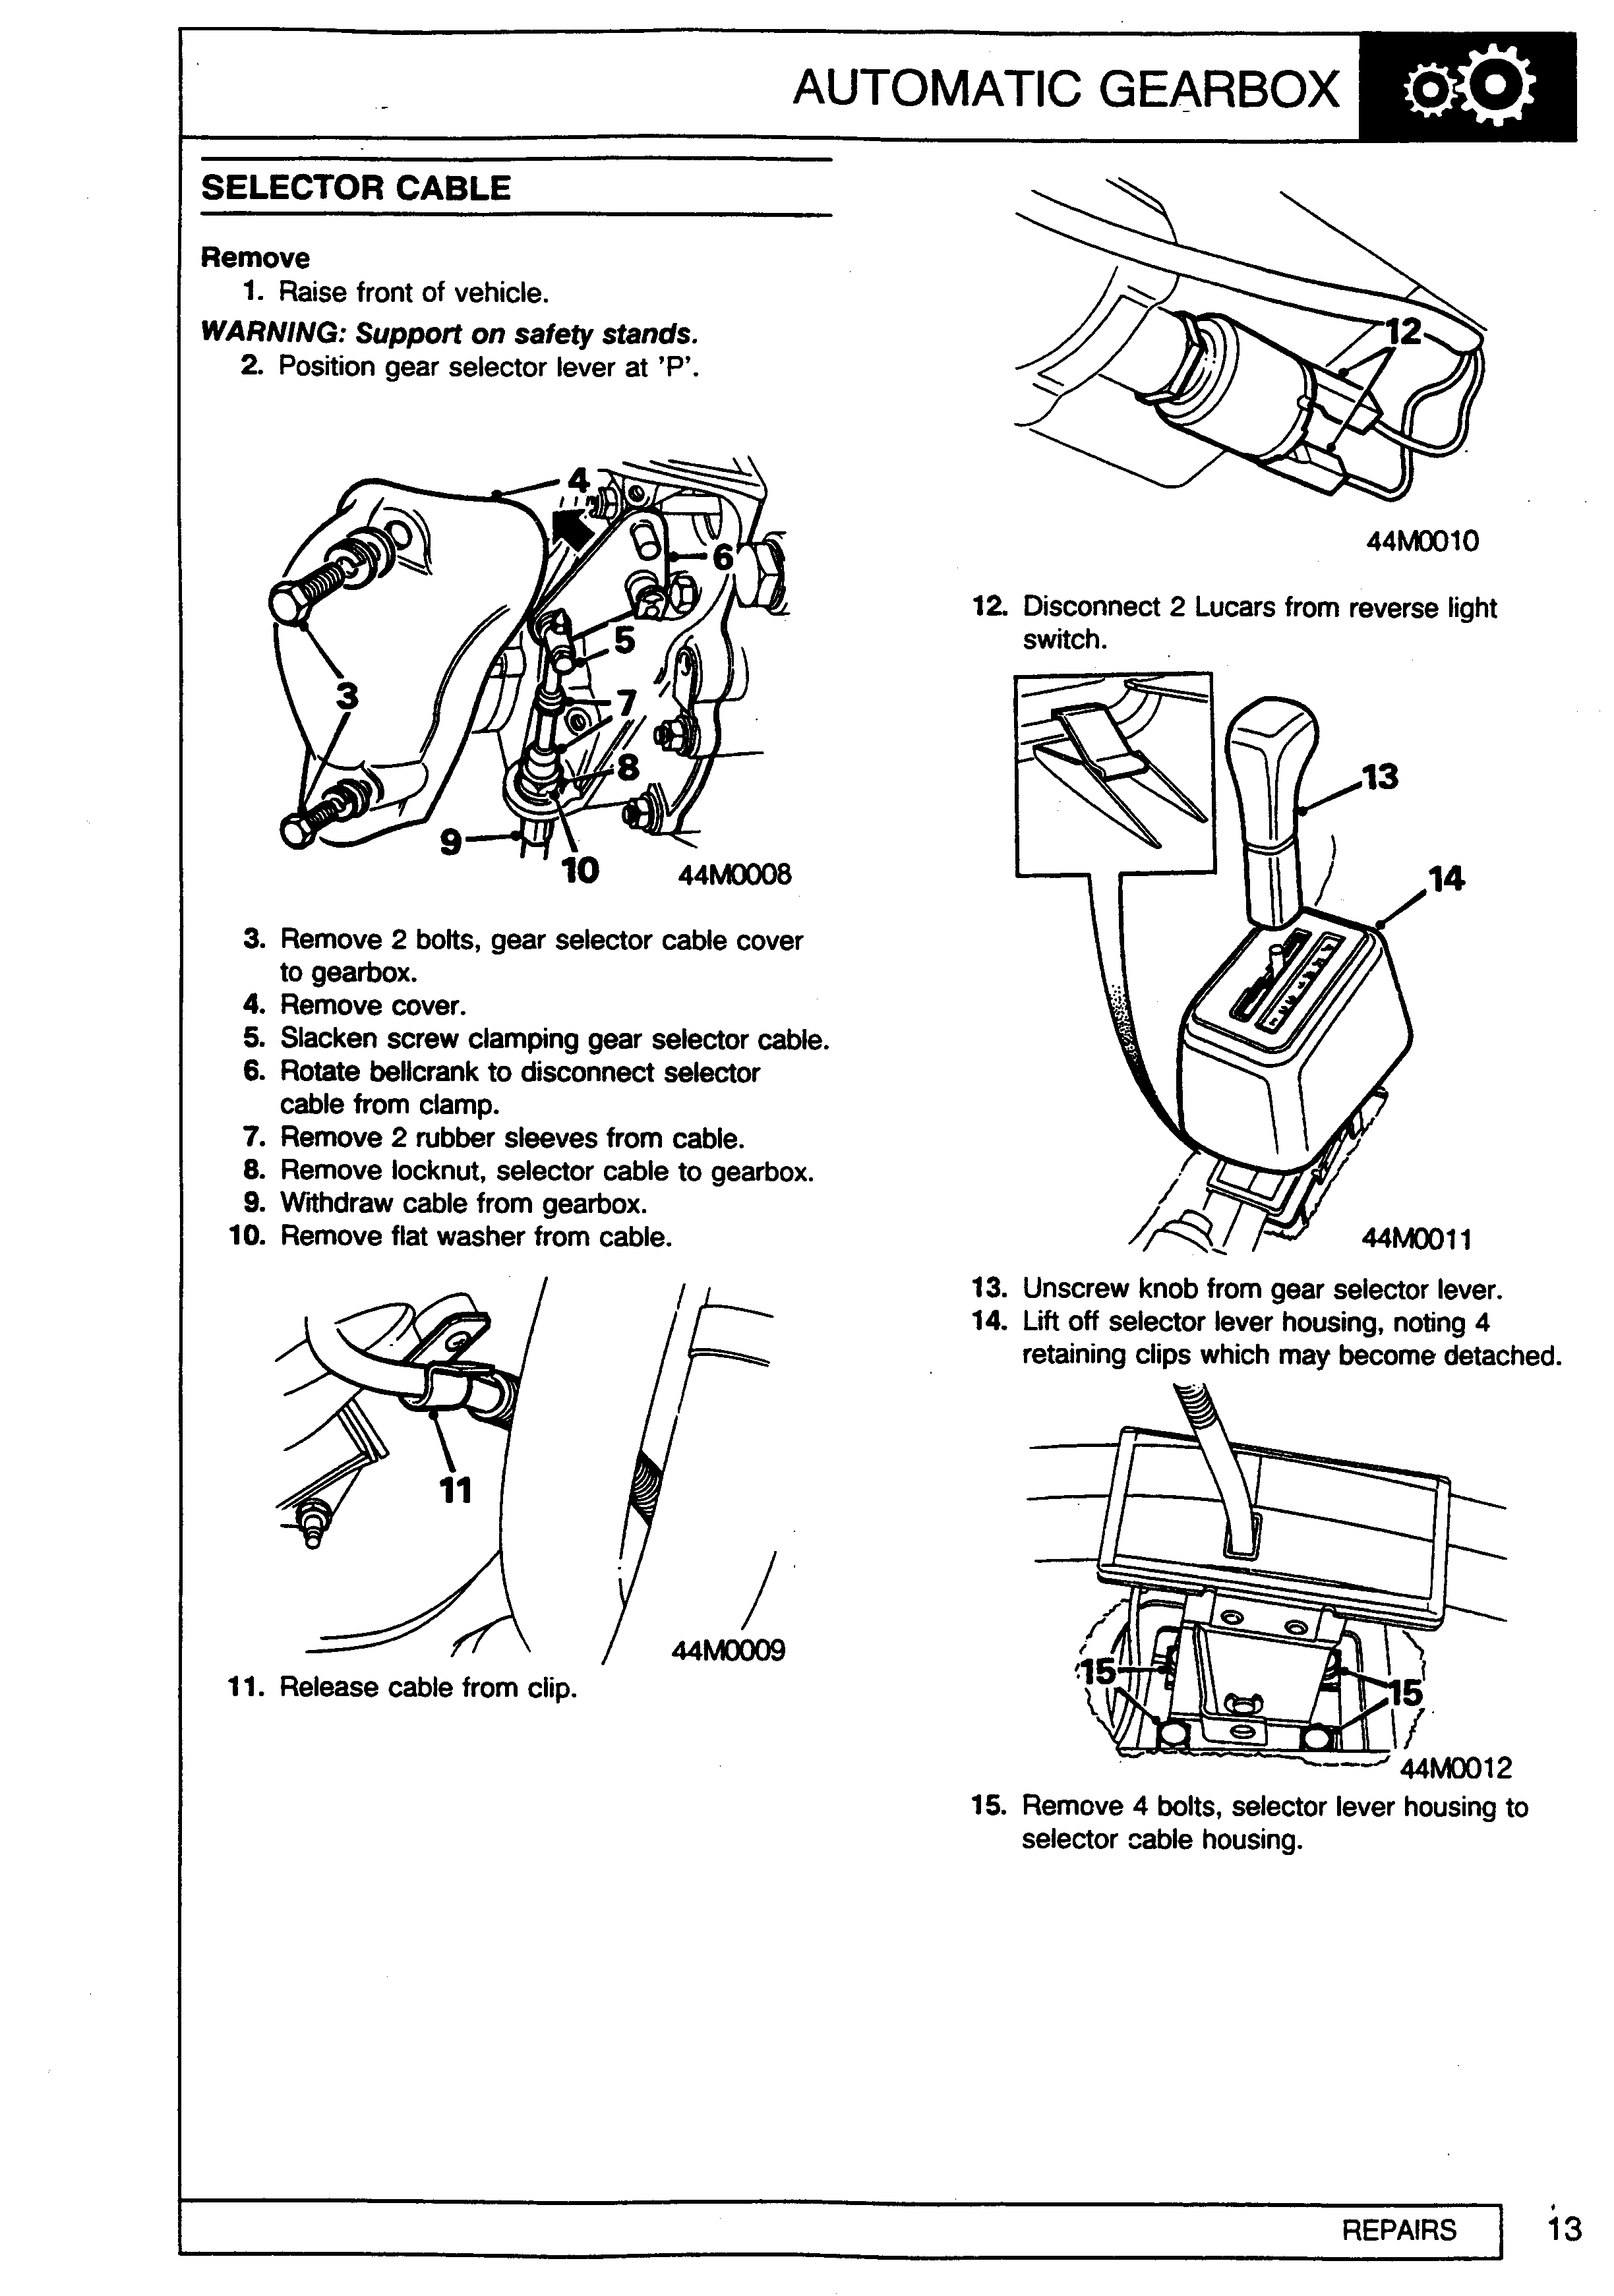 AUTOMATIC GEARBOX
SELECTOR CABLE
Remove
1. Raise front of vehicle.
WARNING: Support on safety stands.
2. Position gear selector lever at 'P'.
4
6
5
3
7
8
9
10
44M0008
3. Remove 2 bolts, gear selector cable cover
to gearbox.
4. Remove cover.
5. Slacken screw clamping gear selector cable.
6. Rotate bellcrank to disconnect selector
cable from clamp.
7. Remove 2 rubber sleeves from cable.
8. Remove locknut, selector cable to gearbox.
9. Withdraw cable from gearbox.
10. Remove flat washer from cable.
11
44M0009
11. Release cable from clip.
12
44M0010
12. Disconnect 2 Lucars from reverse light
switch.
13
14
44M0011
13. Unscrew knob from gear selector lever.
14. Lift off selector lever housing, noting 4
retaining clips which may become detached.
15
15
44M0012
15. Remove 4 bolts, selector lever housing to
selector cable housing.
REPAIRS
13